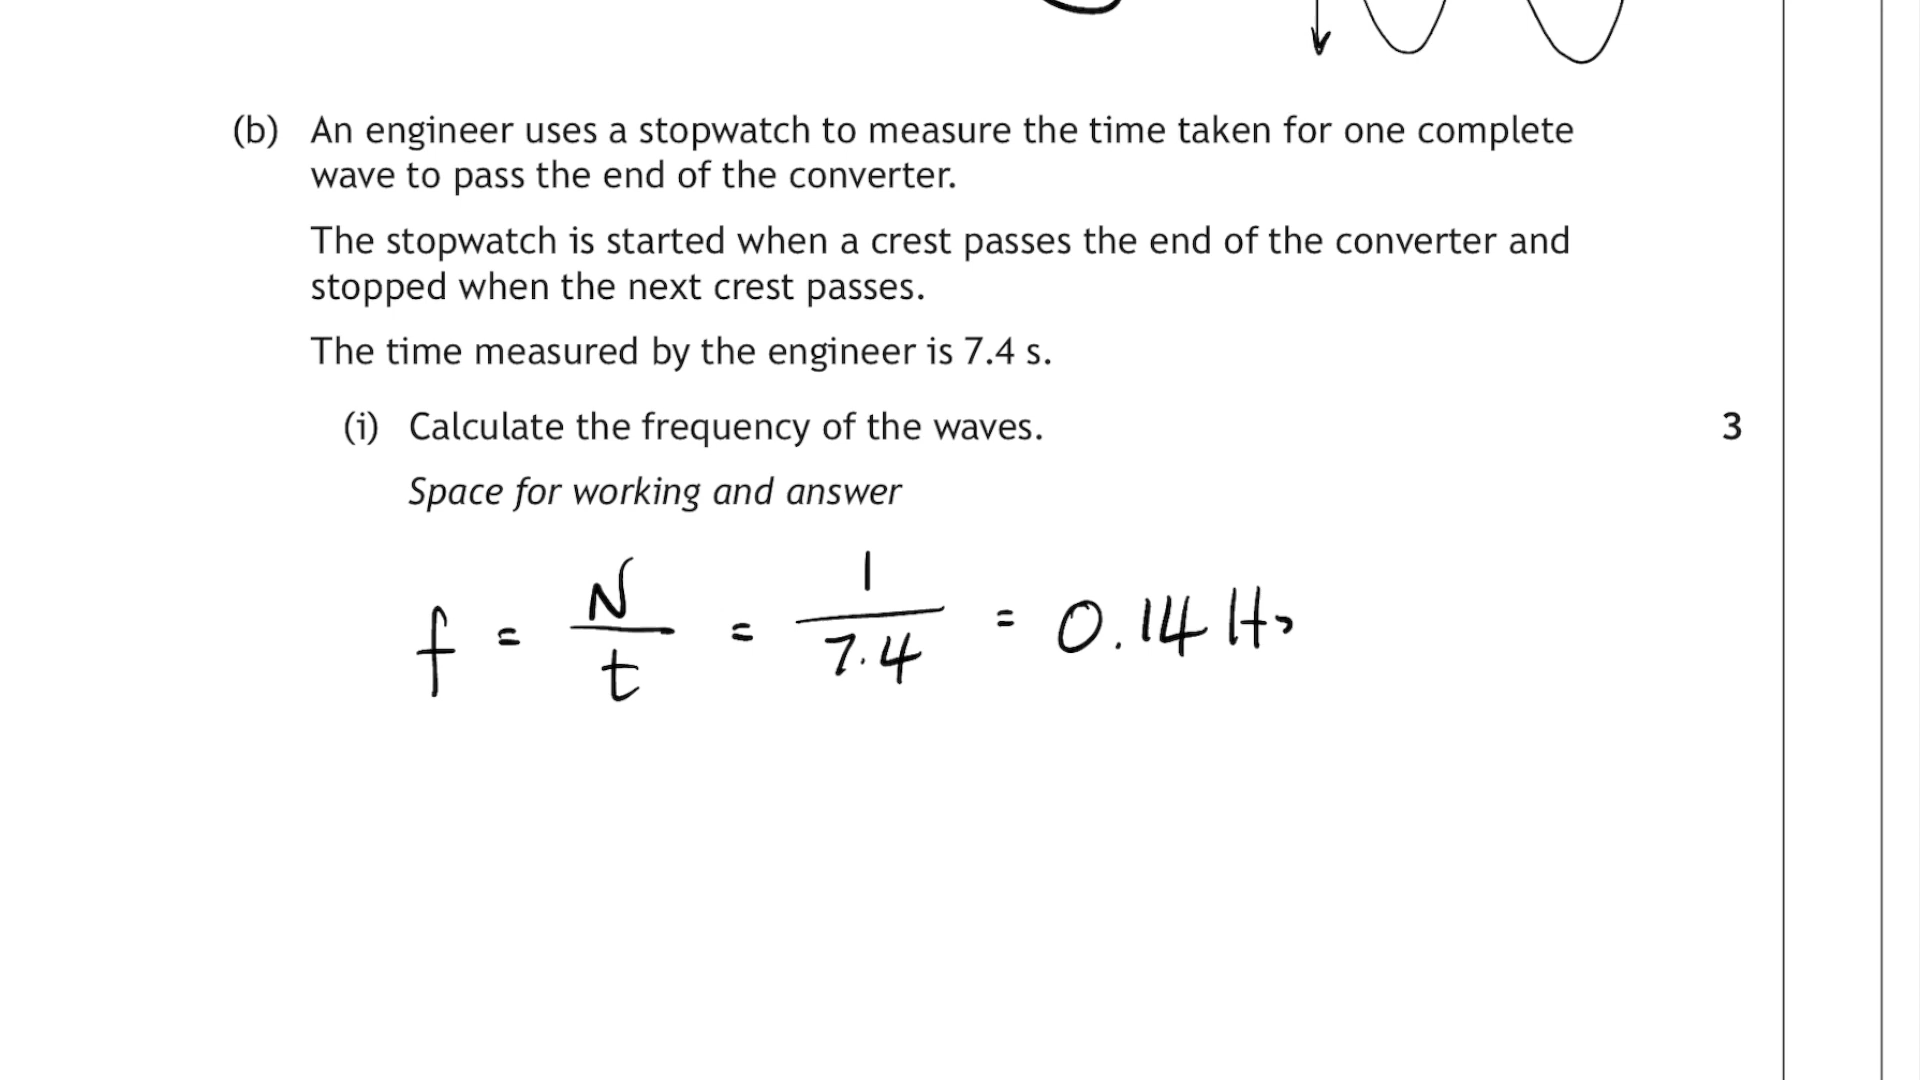 (b) An engineer uses a stopwatch to measure the time taken for one complete
wave to pass the end of the converter.
The stopwatch is started when a crest passes the end of the converter and
stopped when the next crest passes.
The time measured by the engineer is 7.4 s.
(i) Calculate the frequency of the waves. 3
Space for working and answer
f = N/t = 1/7.4 = 0.14 Hz